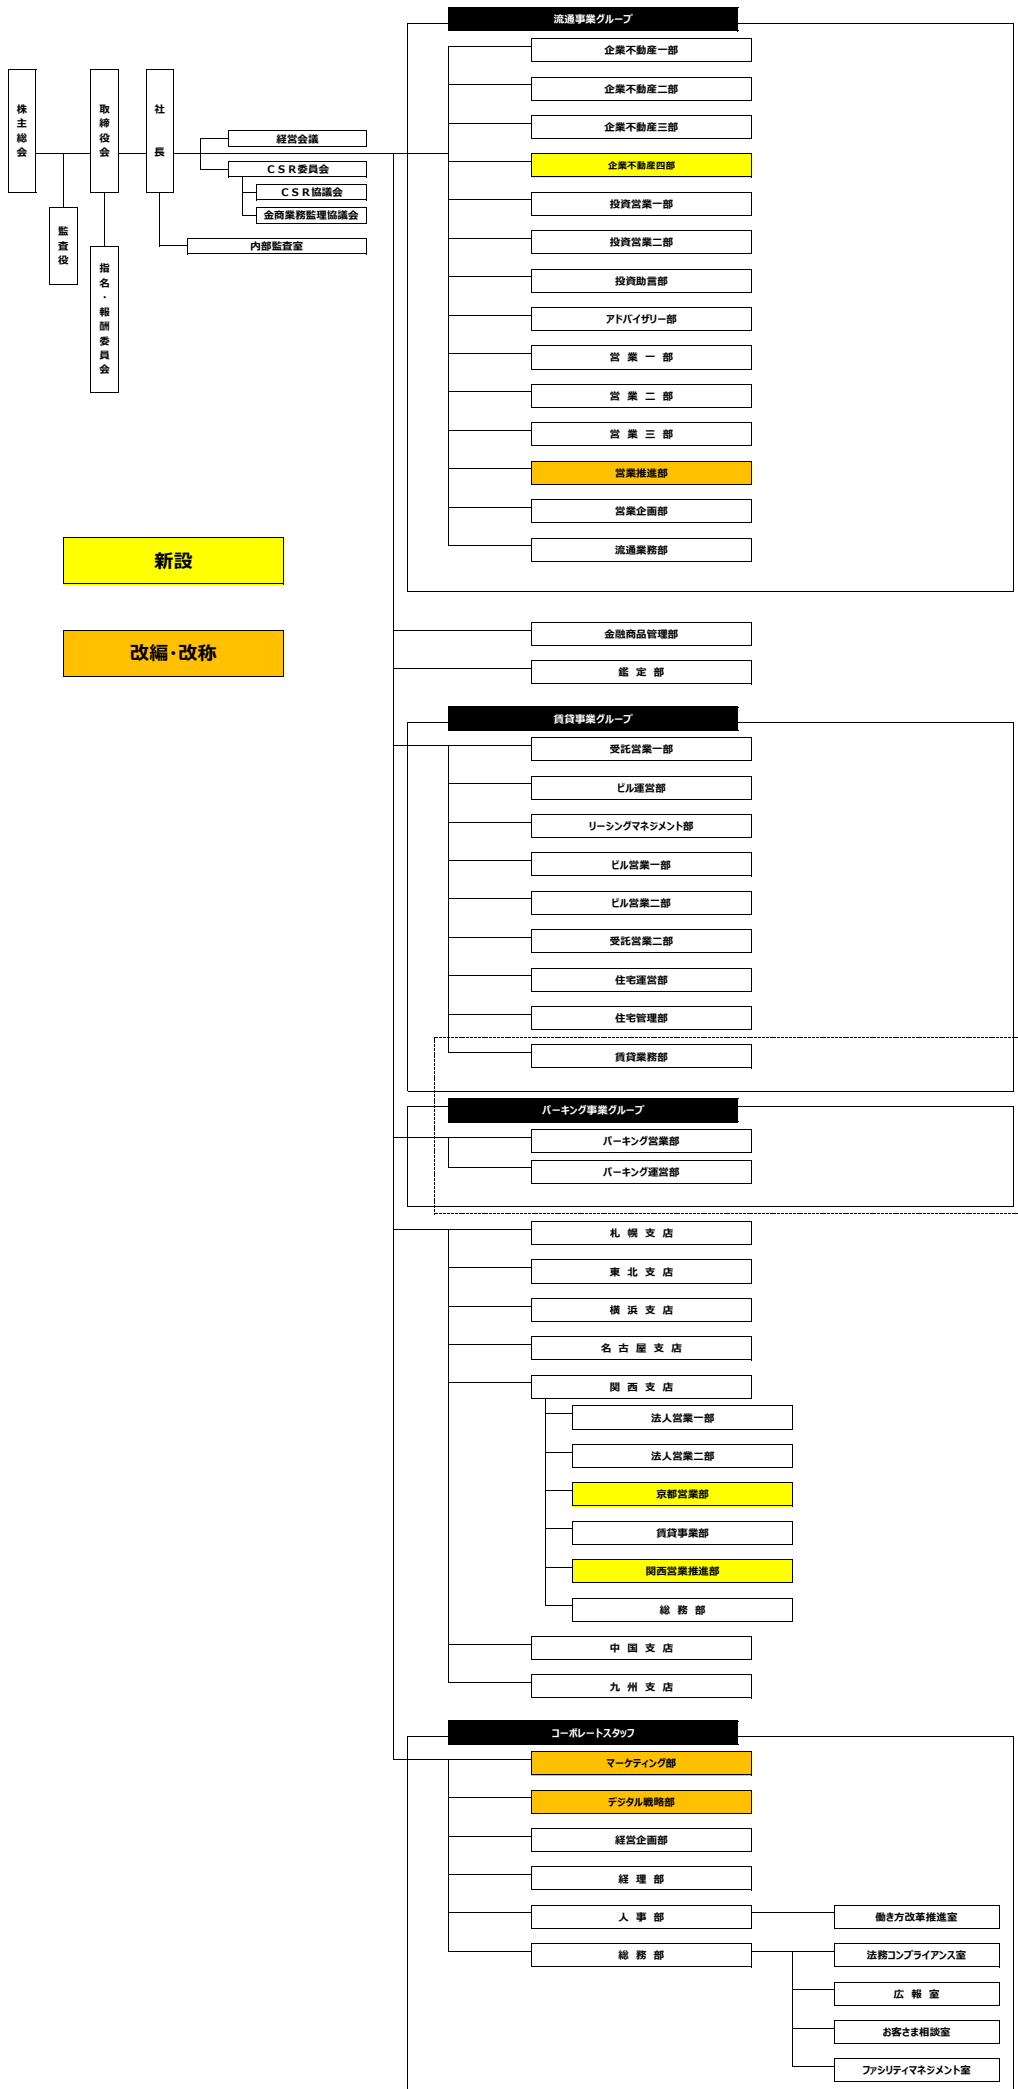 流通事業グループ
企業不動産一部
企業不動産二部
企業不動産三部
企業不動産四部
投資営業一部
投資営業二部
投資助言部
アドバイザリー部
営業一部
営業二部
営業三部
営業推進部
営業企画部
流通業務部
株主総会
取締役会
社長
監査役
指名・報酬委員会
経営会議
CSR委員会
CSR協議会
金商業務監理協議会
内部監査室
新設
改編・改称
金融商品管理部
鑑定部
賃貸事業グループ
受託営業一部
ビル運営部
リーシングマネジメント部
ビル営業一部
ビル営業二部
受託営業二部
住宅運営部
住宅管理部
賃貸業務部
パーキング事業グループ
パーキング営業部
パーキング運営部
札幌支店
東北支店
横浜支店
名古屋支店
関西支店
法人営業一部
法人営業二部
京都営業部
賃貸事業部
関西営業推進部
総務部
中国支店
九州支店
コーポレートスタッフ
マーケティング部
デジタル戦略部
経営企画部
経理部
人事部
働き方改革推進室
総務部
法務コンプライアンス室
広報室
お客さま相談室
ファシリティマネジメント室